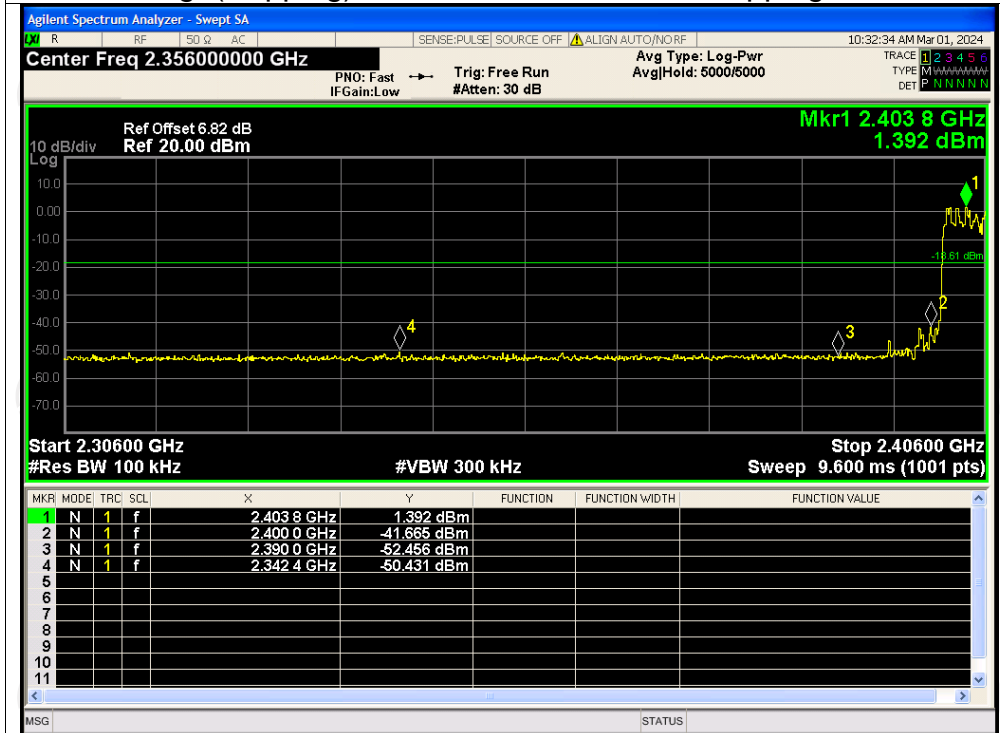 Agilent Spectrum Analyzer - Swept SA
LXI R RF 50 Ω AC SENSE:PULSE SOURCE OFF ALIGN AUTO/NO RF 10:32:34 AM Mar 01, 2024
Center Freq 2.356000000 GHz Avg Type: Log-Pwr TRACE 1 2 3 4 5 6
PNO: Fast Trig: Free Run Avg|Hold: 5000/5000 TYPE M
IFGain:Low #Atten: 30 dB DET P N N N N N
Ref Offset 6.82 dB Mkr1 2.403 8 GHz
10 dB/div Ref 20.00 dBm 1.392 dBm
Log
10.0
1
0.00
-10.0
-18.61 dBm
-20.0
-30.0
2
-40.0
4
3
-50.0
-60.0
-70.0
Start 2.30600 GHz Stop 2.40600 GHz
#Res BW 100 kHz #VBW 300 kHz Sweep 9.600 ms (1001 pts)
MKR MODE TRC SCL X Y FUNCTION FUNCTION WIDTH FUNCTION VALUE
1 N 1 f 2.403 8 GHz 1.392 dBm
2 N 1 f 2.400 0 GHz -41.665 dBm
3 N 1 f 2.390 0 GHz -52.456 dBm
4 N 1 f 2.342 4 GHz -50.431 dBm
5
6
7
8
9
10
11
MSG STATUS